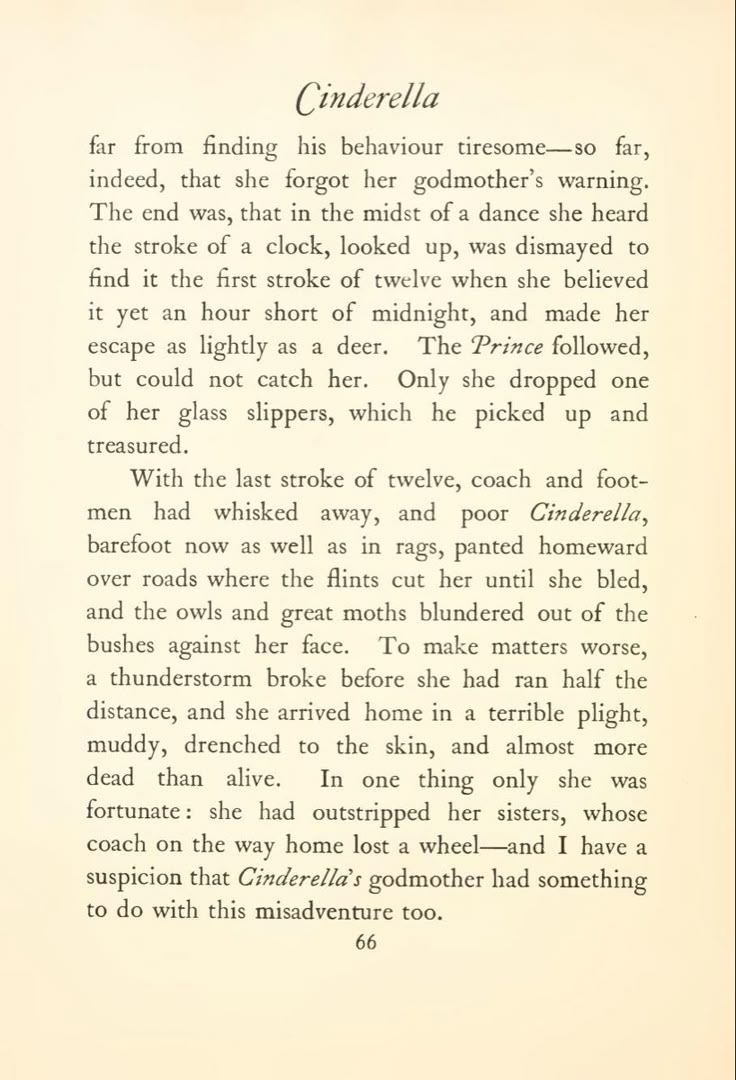 Cinderella
far from finding his behaviour tiresome—so far,
indeed, that she forgot her godmother's warning.
The end was, that in the midst of a dance she heard
the stroke of a clock, looked up, was dismayed to
find it the first stroke of twelve when she believed
it yet an hour short of midnight, and made her
escape as lightly as a deer. The Prince followed,
but could not catch her. Only she dropped one
of her glass slippers, which he picked up and
treasured.
With the last stroke of twelve, coach and foot-
men had whisked away, and poor Cinderella,
barefoot now as well as in rags, panted homeward
over roads where the flints cut her until she bled,
and the owls and great moths blundered out of the
bushes against her face. To make matters worse,
a thunderstorm broke before she had ran half the
distance, and she arrived home in a terrible plight,
muddy, drenched to the skin, and almost more
dead than alive. In one thing only she was
fortunate: she had outstripped her sisters, whose
coach on the way home lost a wheel—and I have a
suspicion that Cinderella's godmother had something
to do with this misadventure too.
66